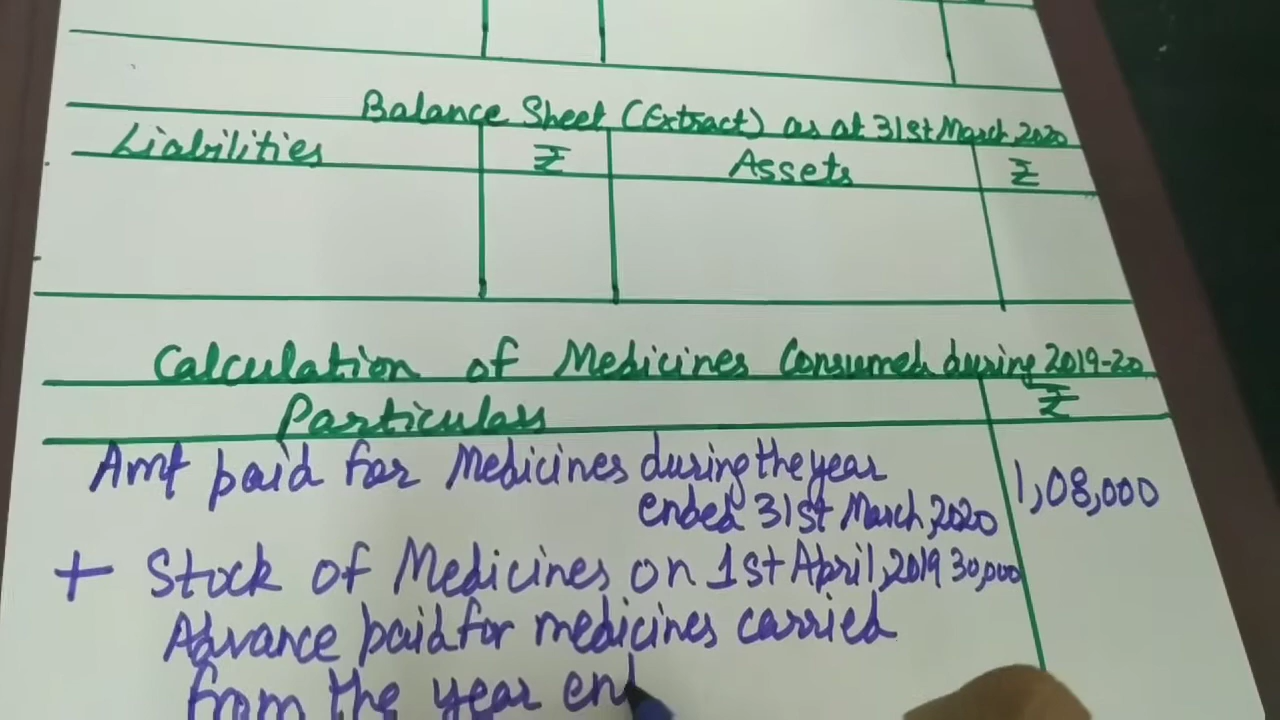 Balance Sheet (Extract) as at 31st March, 2020
Liabilities ₹ Assets ₹
Calculation of Medicines Consumed during 2019-20
Particulars ₹
Amt paid for Medicines during the year
ended 31st March, 2020 1,08,000
+ Stock of Medicines on 1st April, 2019 30,000
Advance paid for medicines carried
from the year en